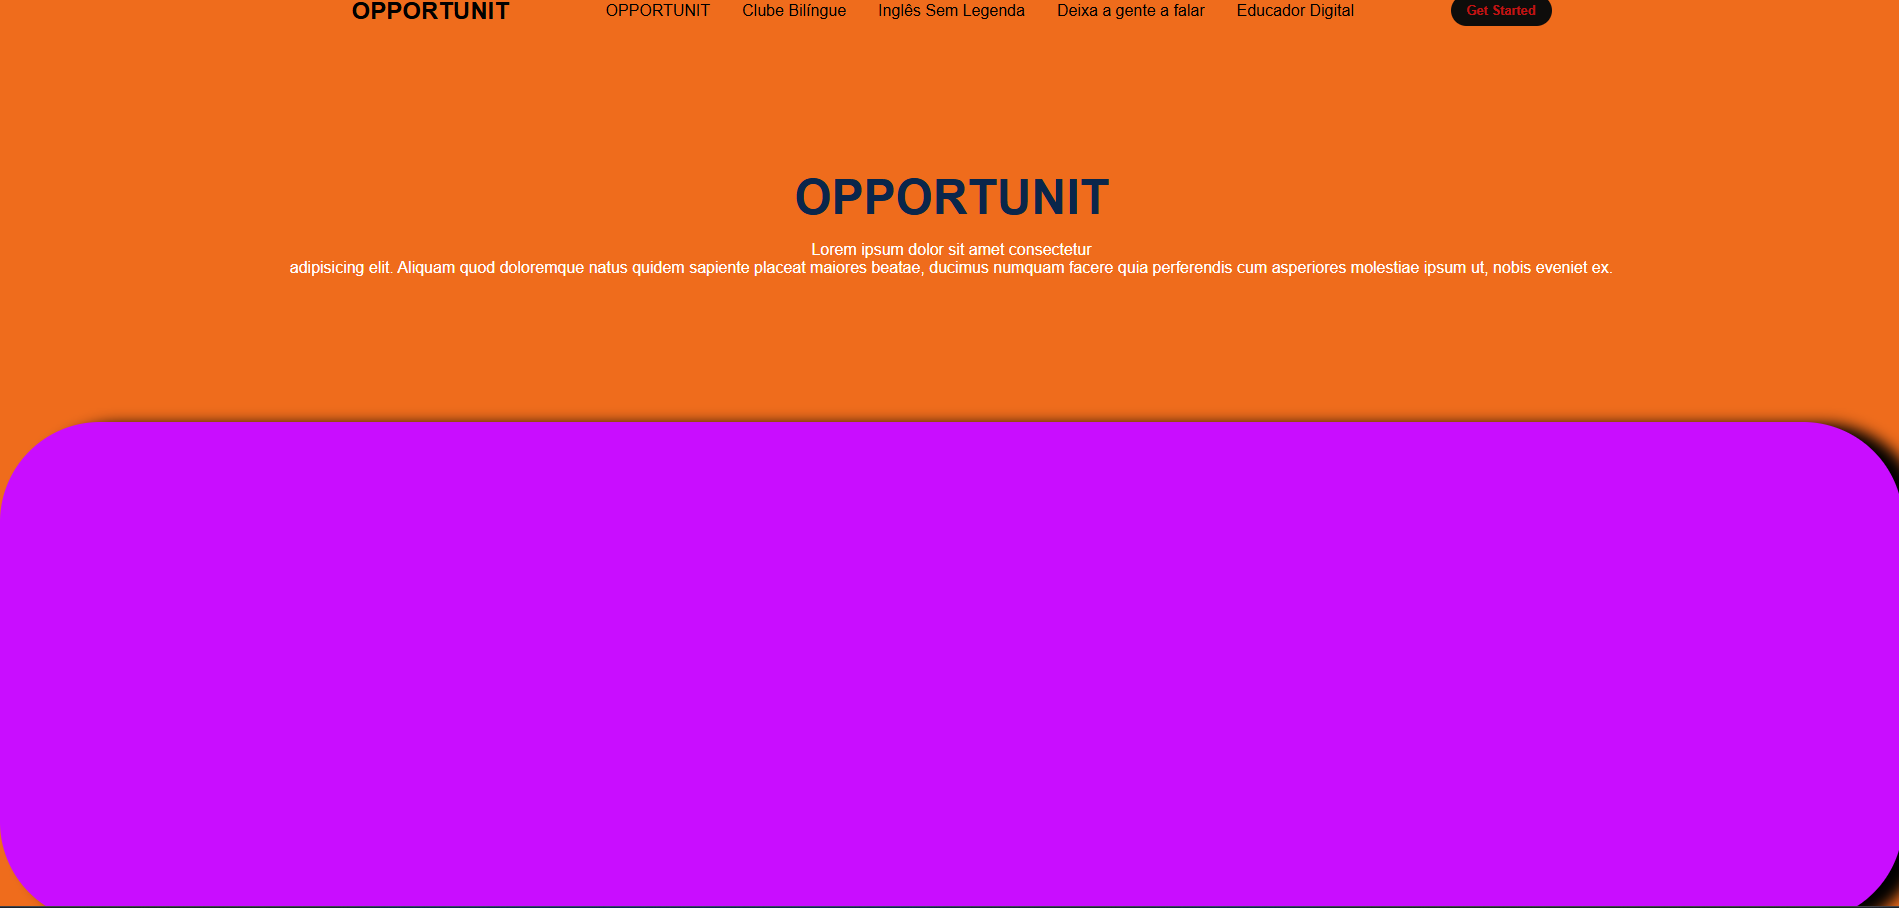 OPPORTUNIT OPPORTUNIT Clube Bilíngue Inglês Sem Legenda Deixa a gente a falar Educador Digital Get Started
OPPORTUNIT
Lorem ipsum dolor sit amet consectetur
adipisicing elit. Aliquam quod doloremque natus quidem sapiente placeat maiores beatae, ducimus numquam facere quia perferendis cum asperiores molestiae ipsum ut, nobis eveniet ex.